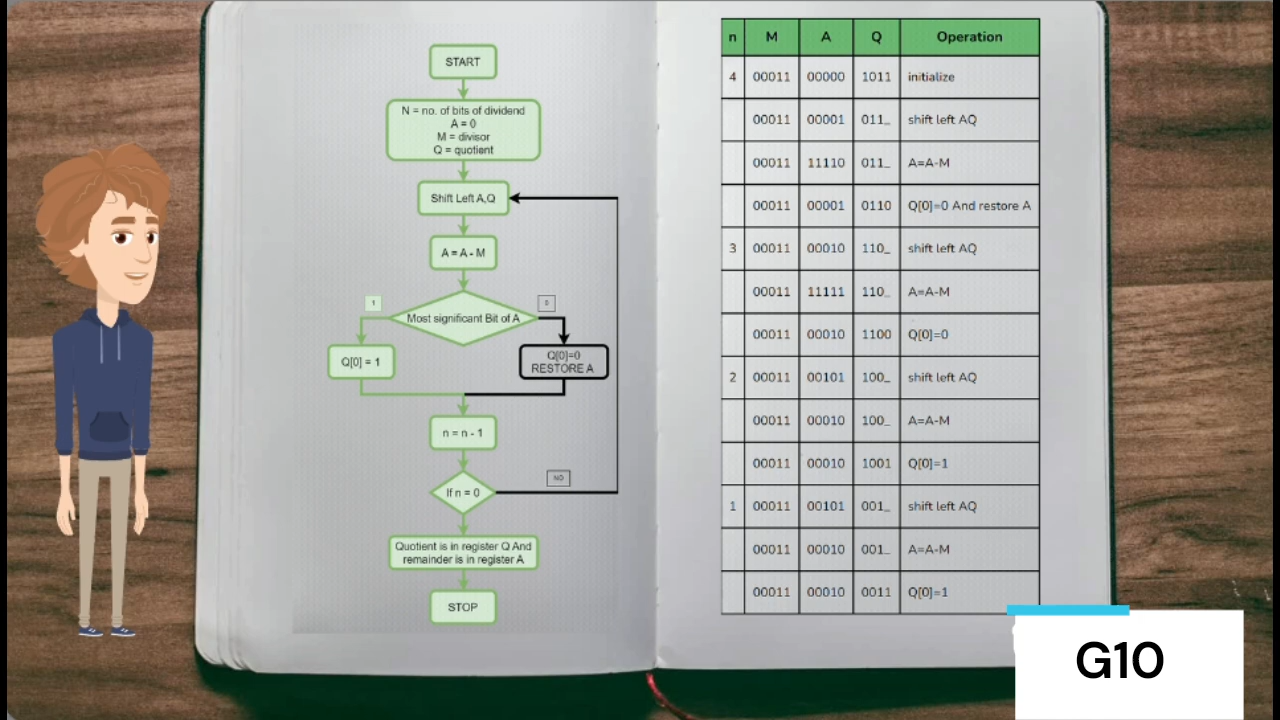 START
N = no. of bits of dividend
A = 0
M = divisor
Q = quotient
Shift Left A,Q
A = A - M
1
Most significant Bit of A
Q[0] = 1
Q[0]=0
RESTORE A
n = n - 1
If n = 0
NO
Quotient is in register Q And
remainder is in register A
STOP
n M A Q Operation
4 00011 00000 1011 initialize
00011 00001 011_ shift left AQ
00011 11110 011_ A=A-M
00011 00001 0110 Q[0]=0 And restore A
3 00011 00010 110_ shift left AQ
00011 11111 110_ A=A-M
00011 00010 1100 Q[0]=0
2 00011 00101 100_ shift left AQ
00011 00010 100_ A=A-M
00011 00010 1001 Q[0]=1
1 00011 00101 001_ shift left AQ
00011 00010 001_ A=A-M
00011 00010 0011 Q[0]=1
G10